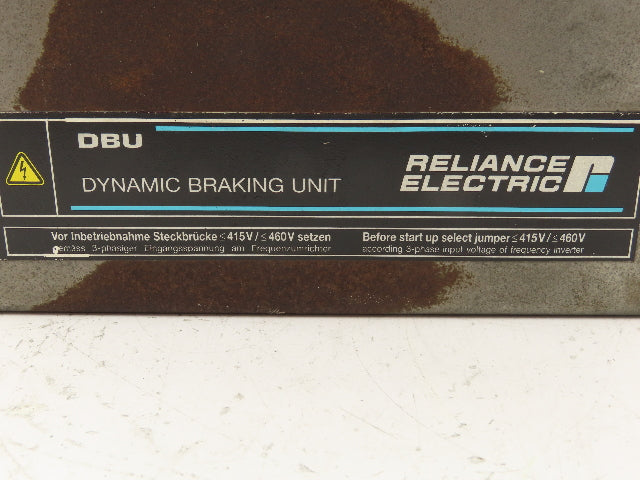 DBU
DYNAMIC BRAKING UNIT
RELIANCE
ELECTRIC
Vor Inbetriebnahme Steckbrücke ≤ 415V / ≤ 460V setzen
gemäss 3-phasiger Eingangsspannung am Frequenzumrichter
Before start up select jumper ≤ 415V / ≤ 460V
according 3-phase input voltage of frequency inverter